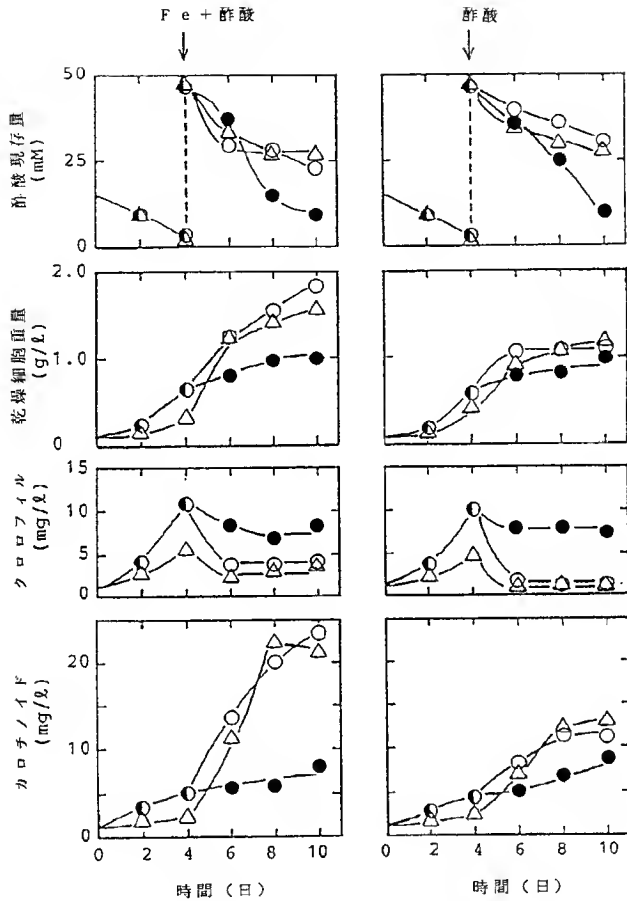 Fe+酢酸
酢酸
酢酸現存量
(mM)
50
25
0
乾燥細胞重量
(g/ℓ)
2.0
1.0
0
クロロフィル
(mg/ℓ)
15
10
5
0
カロチノイド
(mg/ℓ)
20
10
0
0 2 4 6 8 10
時間(日)
0 2 4 6 8 10
時間(日)